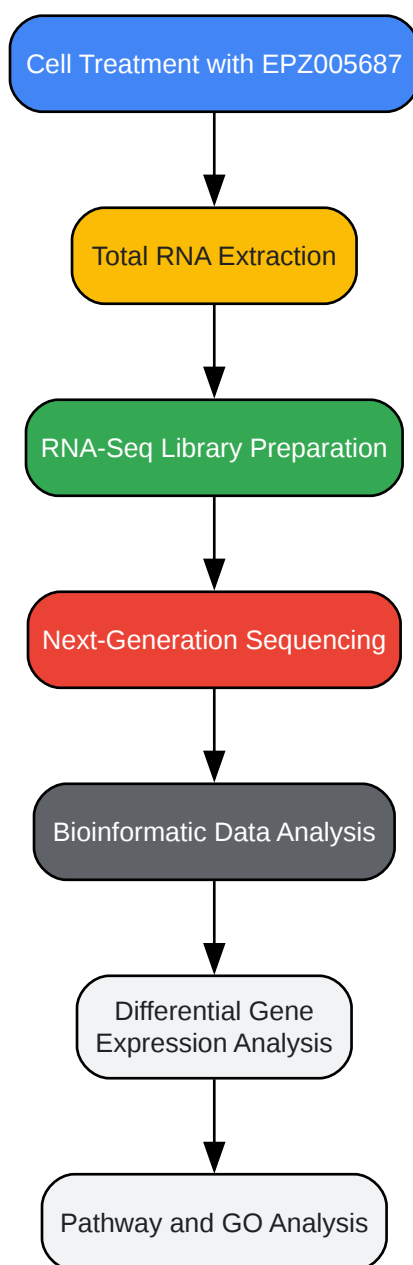 Cell Treatment with EPZ005687
Total RNA Extraction
RNA-Seq Library Preparation
Next-Generation Sequencing
Bioinformatic Data Analysis
Differential Gene
Expression Analysis
Pathway and GO Analysis